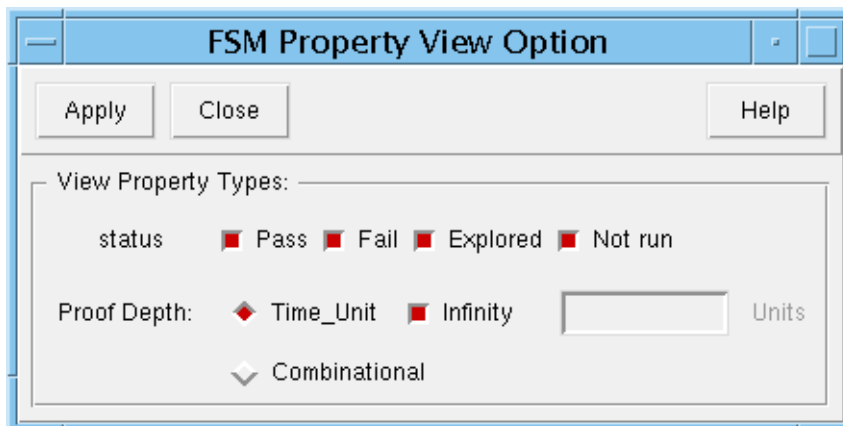 FSM Property View Option
Apply Close Help
View Property Types:
status Pass Fail Explored Not run
Proof Depth: Time_Unit Infinity Units
Combinational